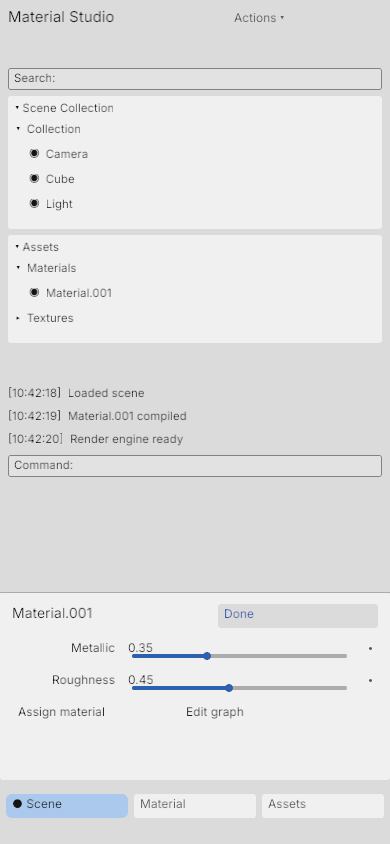 Material Studio
Actions
Search:
Scene Collection
Collection
Camera
Cube
Light
Assets
Materials
Material.001
Textures
[10:42:18] Loaded scene
[10:42:19] Material.001 compiled
[10:42:20] Render engine ready
Command:
Material.001 Done
Metallic 0.35
Roughness 0.45
Assign material Edit graph
Scene Material Assets